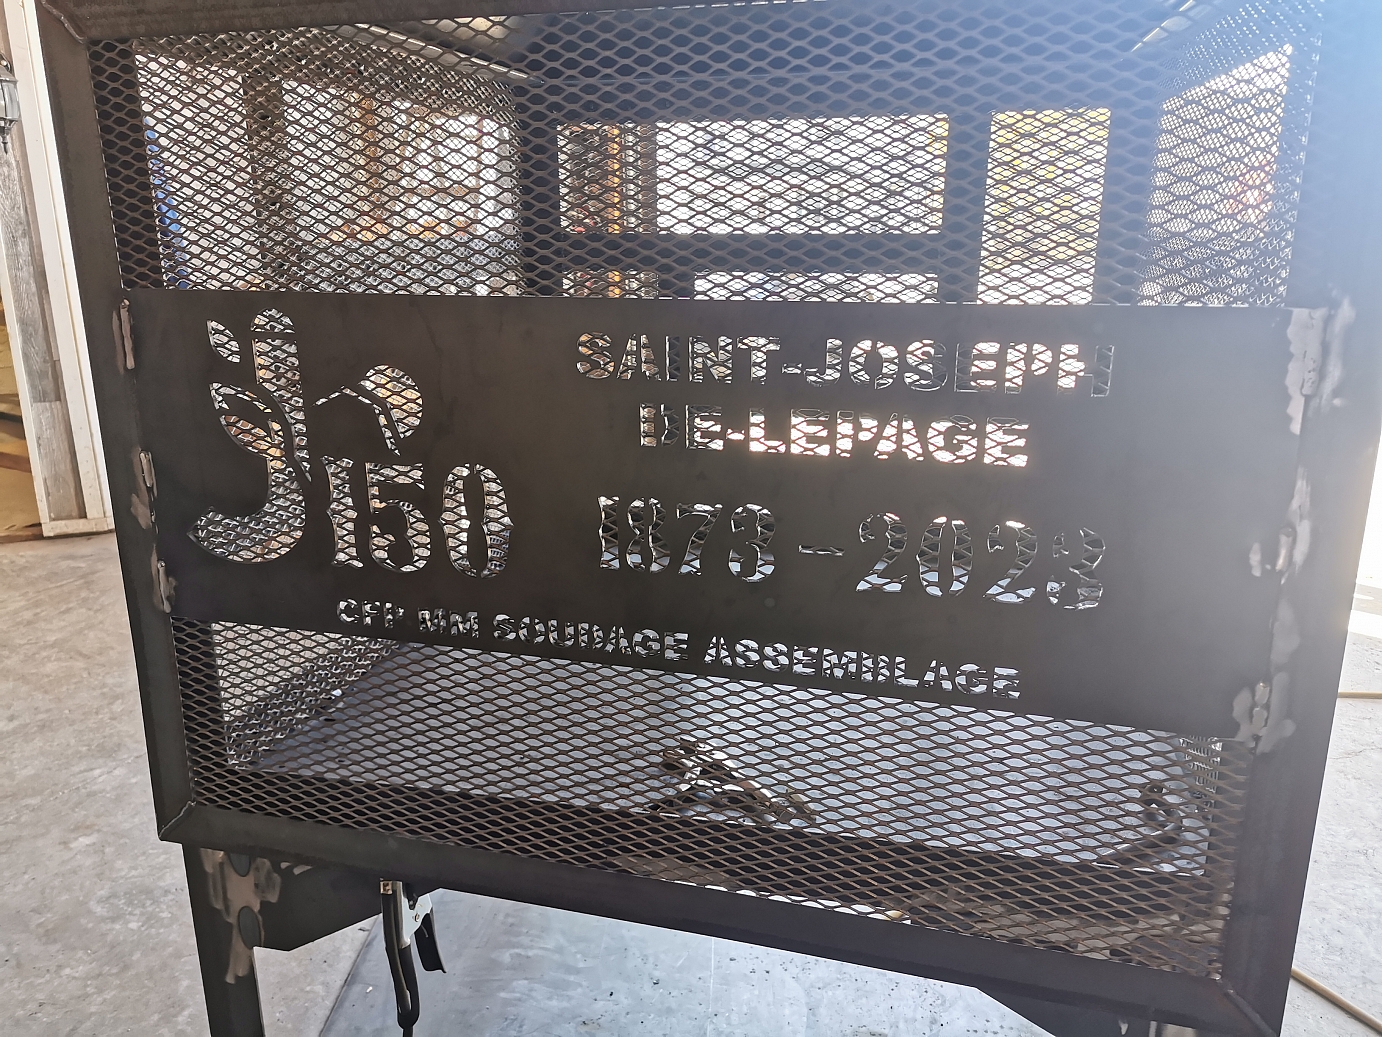 SAINT-JOSEPH
DE-LEPAGE
150
1873-2023
CFP-MM SOUDAGE ASSEMBLAGE